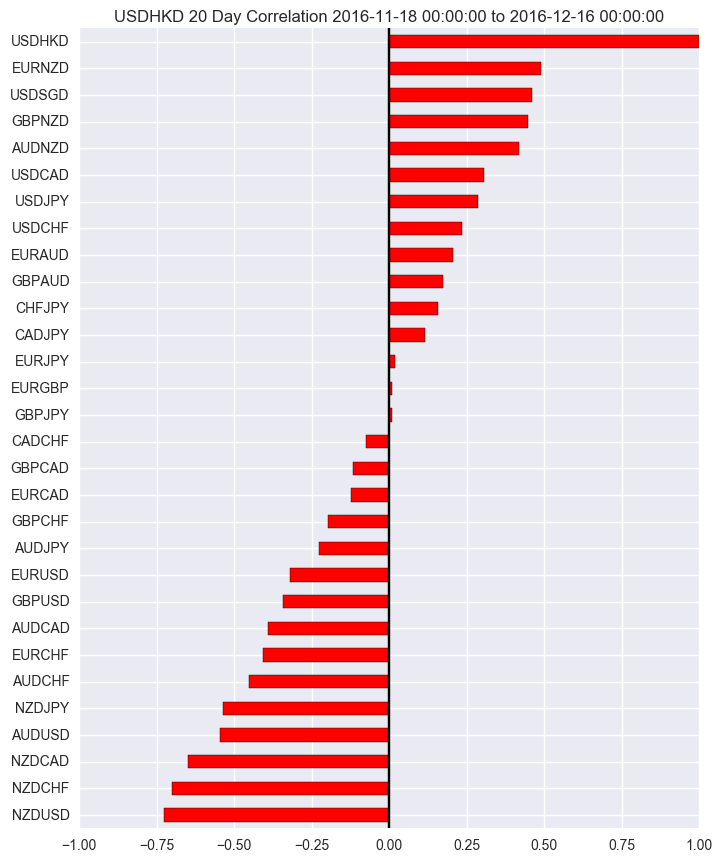 USDHKD 20 Day Correlation 2016-11-18 00:00:00 to 2016-12-16 00:00:00
USDHKD
EURNZD
USDSGD
GBPNZD
AUDNZD
USDCAD
USDJPY
USDCHF
EURAUD
GBPAUD
CHFJPY
CADJPY
EURJPY
EURGBP
GBPJPY
CADCHF
GBPCAD
EURCAD
GBPCHF
AUDJPY
EURUSD
GBPUSD
AUDCAD
EURCHF
AUDCHF
NZDJPY
AUDUSD
NZDCAD
NZDCHF
NZDUSD
−1.00 −0.75 −0.50 −0.25 0.00 0.25 0.50 0.75 1.00